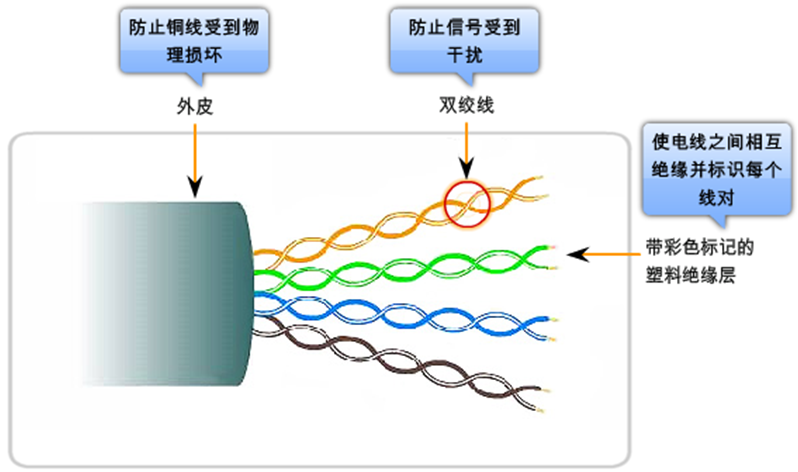 防止铜线受到物
理损坏
外皮
防止信号受到
干扰
双绞线
使电线之间相互
绝缘并标识每个
线对
带彩色标记的
塑料绝缘层